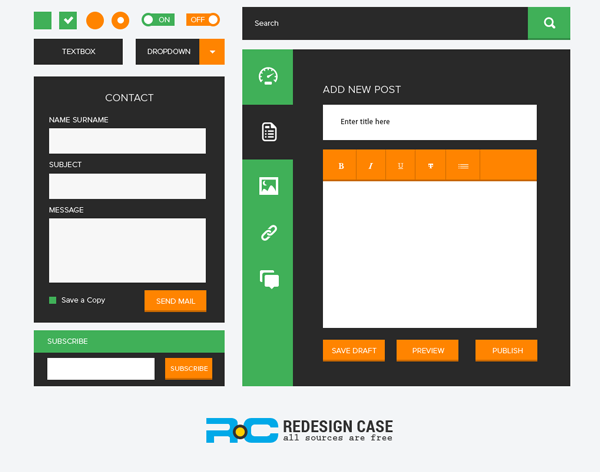 ON
OFF
Search
TEXTBOX
DROPDOWN
CONTACT
NAME SURNAME
SUBJECT
MESSAGE
Save a Copy
SEND MAIL
SUBSCRIBE
SUBSCRIBE
ADD NEW POST
Enter title here
B I U T
SAVE DRAFT
PREVIEW
PUBLISH
RC REDESIGN CASE
all sources are free